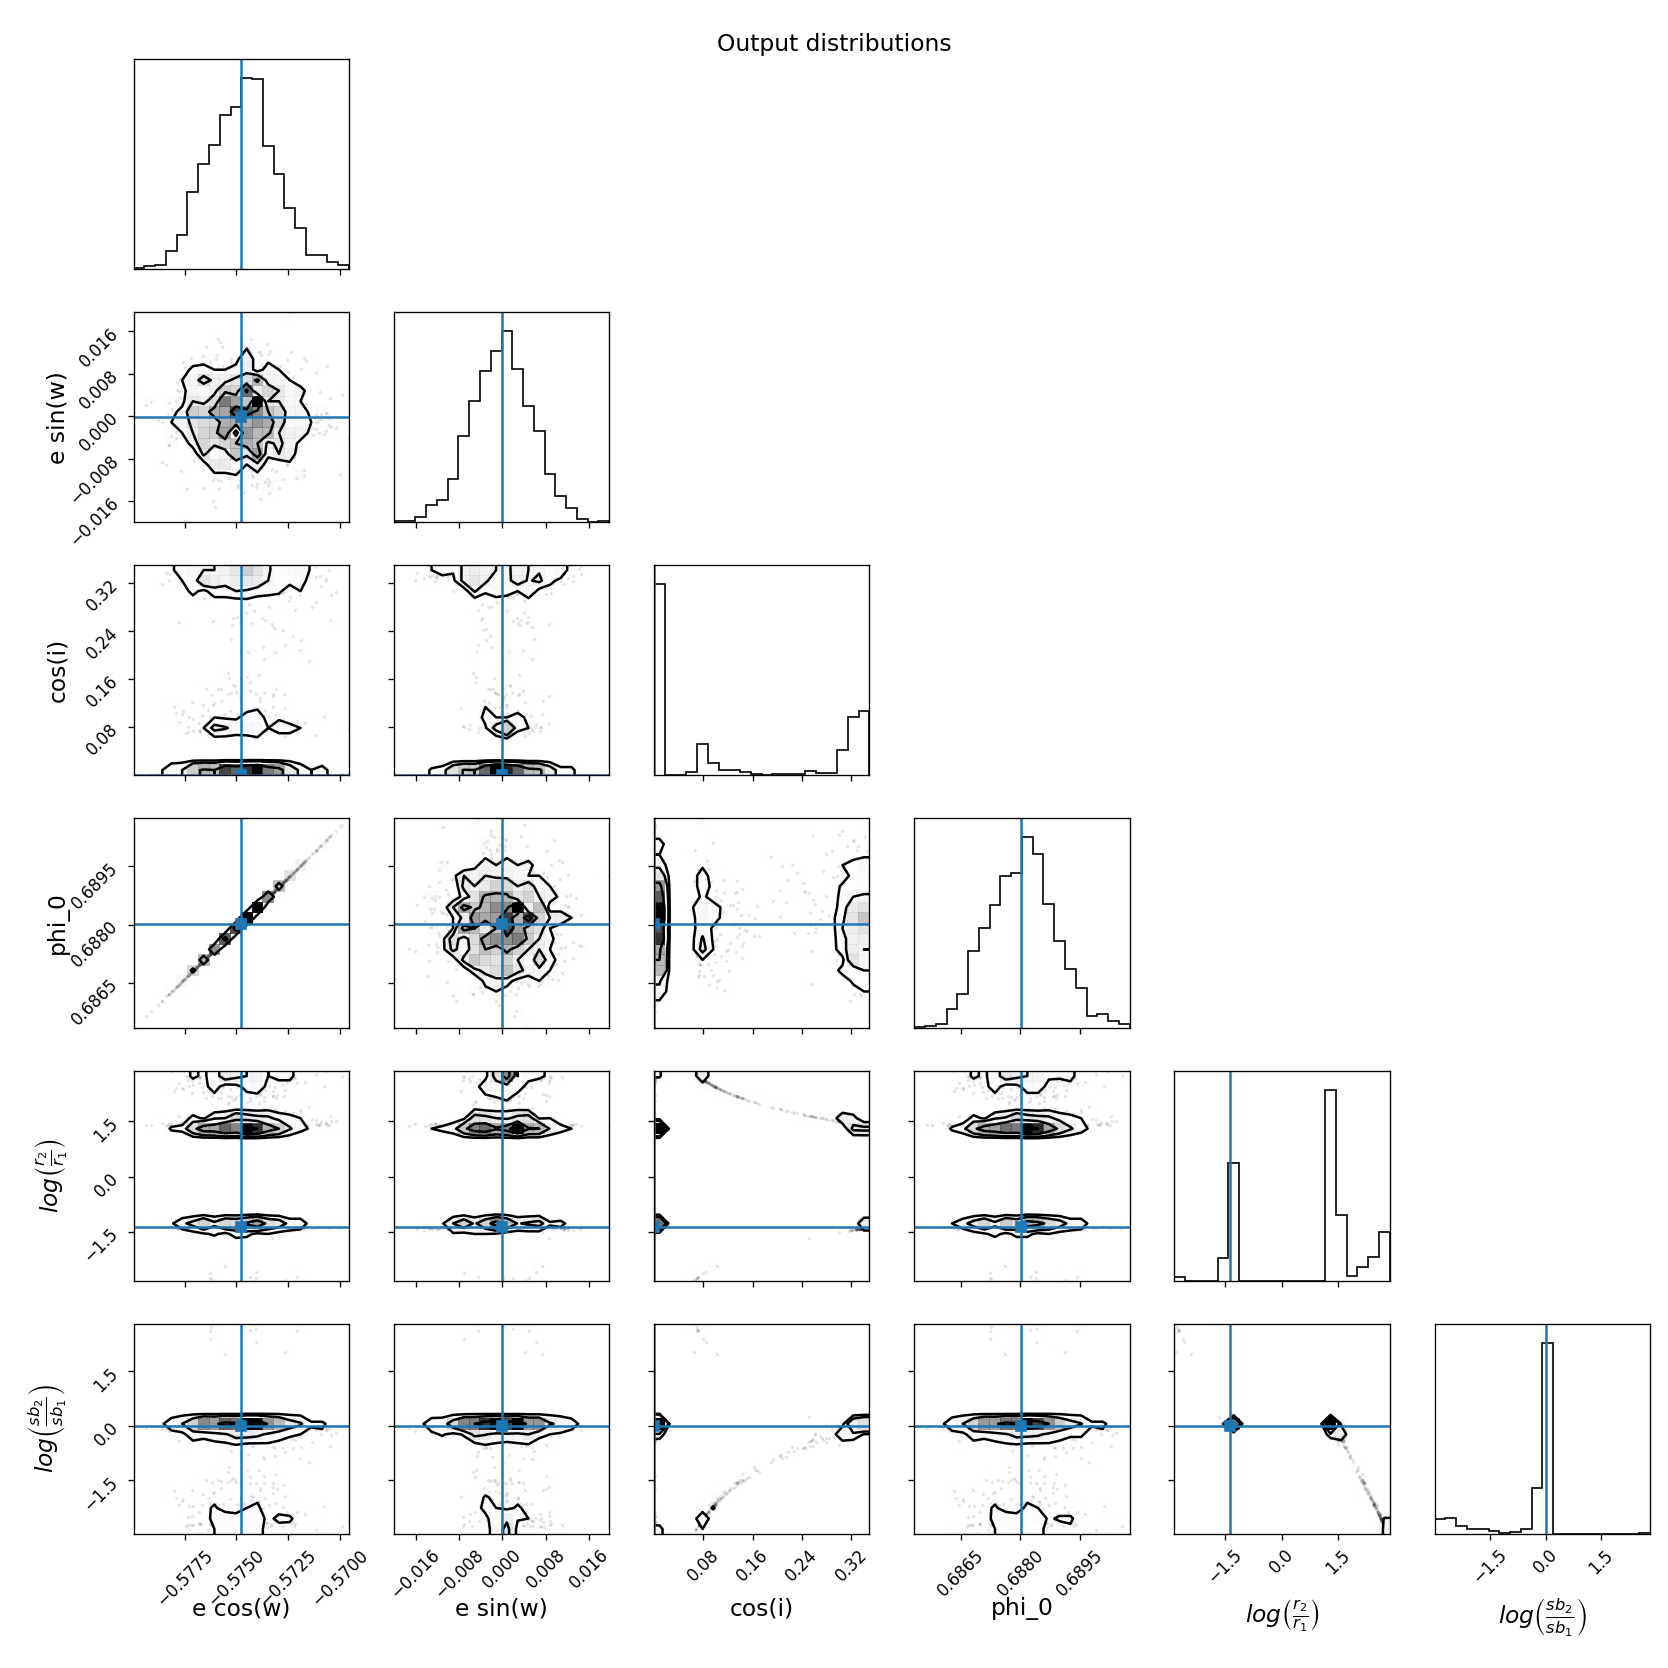 Output distributions
0.016
0.008
0.000
−0.008
−0.016
e sin(w)
0.32
0.24
0.16
0.08
cos(i)
0.6895
0.6880
0.6865
phi_0
1.5
0.0
−1.5
log(r₂/r₁)
1.5
0.0
−1.5
log(sb₂/sb₁)
−0.5775 −0.5750 −0.5725 −0.5700
e cos(w)
−0.016 −0.008 0.000 0.008 0.016
e sin(w)
0.08 0.16 0.24 0.32
cos(i)
0.6865 0.6880 0.6895
phi_0
−1.5 0.0 1.5
log(r₂/r₁)
−1.5 0.0 1.5
log(sb₂/sb₁)